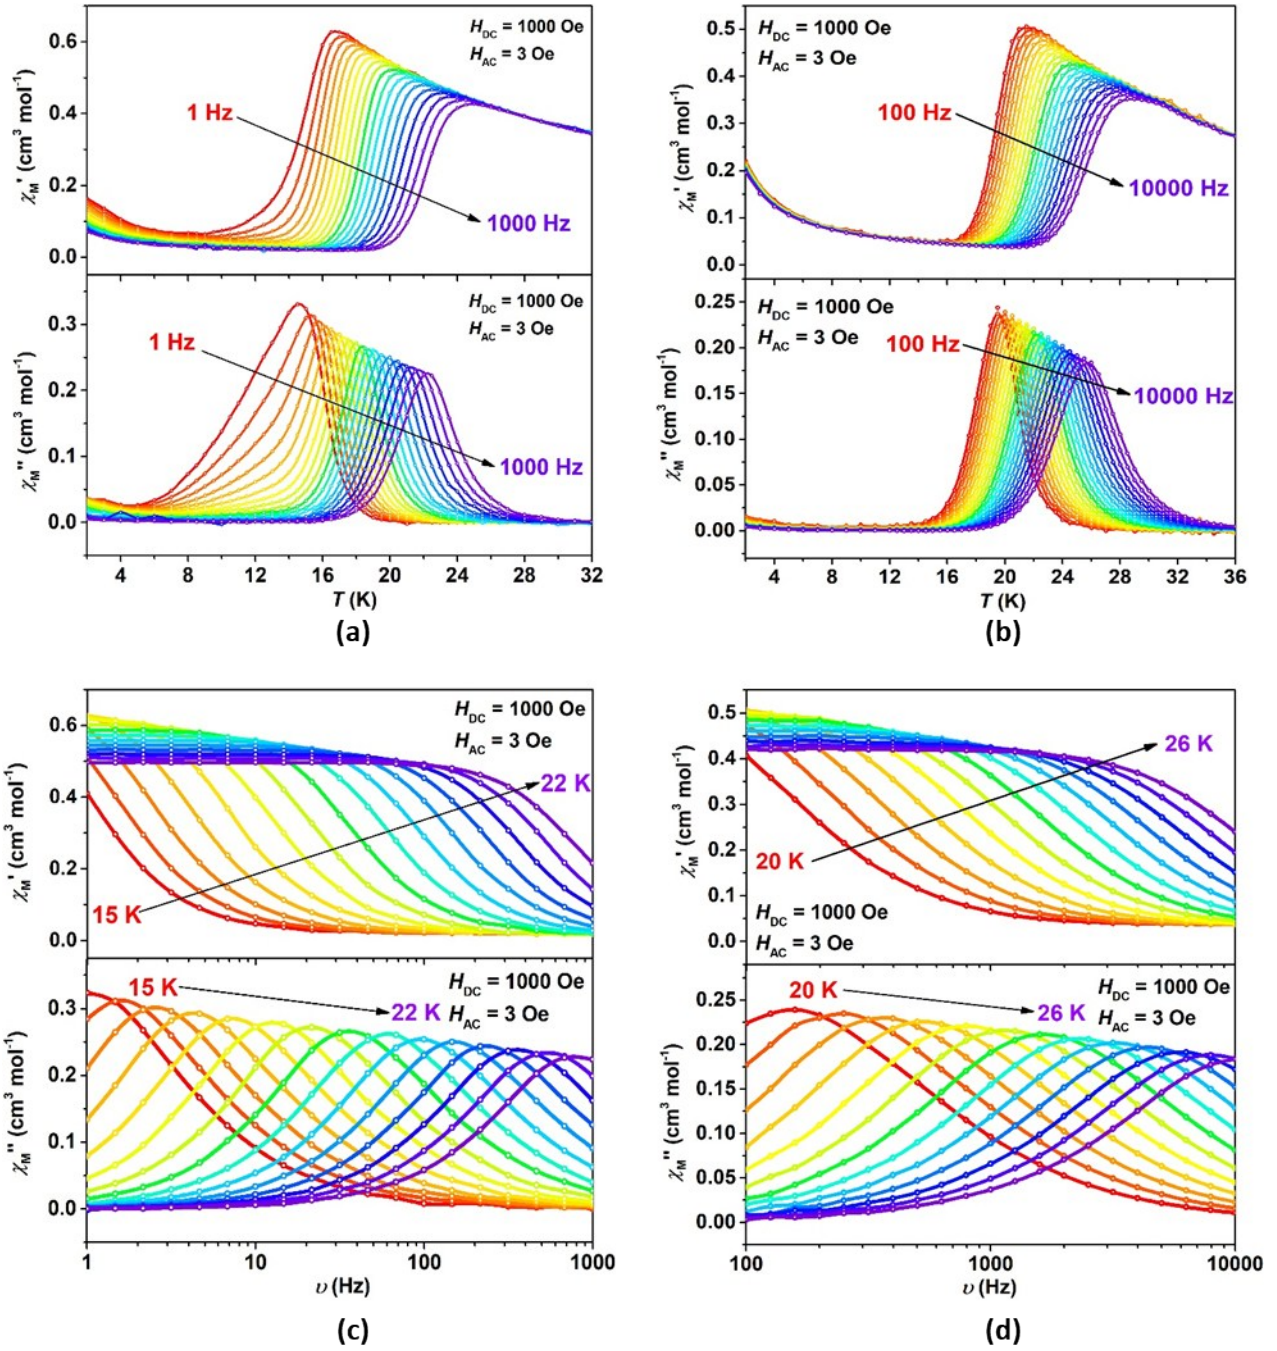 H_DC = 1000 Oe
H_AC = 3 Oe
1 Hz
1000 Hz
χ_M' (cm³ mol⁻¹)
0.6
0.4
0.2
0.0
H_DC = 1000 Oe
H_AC = 3 Oe
1 Hz
1000 Hz
χ_M'' (cm³ mol⁻¹)
0.3
0.2
0.1
0.0
4 8 12 16 20 24 28 32
T (K)
(a)
H_DC = 1000 Oe
H_AC = 3 Oe
100 Hz
10000 Hz
χ_M' (cm³ mol⁻¹)
0.5
0.4
0.3
0.2
0.1
0.0
H_DC = 1000 Oe
H_AC = 3 Oe
100 Hz
10000 Hz
χ_M'' (cm³ mol⁻¹)
0.25
0.20
0.15
0.10
0.05
0.00
4 8 12 16 20 24 28 32 36
T (K)
(b)
H_DC = 1000 Oe
H_AC = 3 Oe
22 K
15 K
χ_M' (cm³ mol⁻¹)
0.6
0.4
0.2
0.0
15 K
H_DC = 1000 Oe
22 K
H_AC = 3 Oe
χ_M'' (cm³ mol⁻¹)
0.3
0.2
0.1
0.0
1 10 100 1000
υ (Hz)
(c)
26 K
20 K
H_DC = 1000 Oe
H_AC = 3 Oe
χ_M' (cm³ mol⁻¹)
0.5
0.4
0.3
0.2
0.1
0.0
20 K
H_DC = 1000 Oe
26 K
H_AC = 3 Oe
χ_M'' (cm³ mol⁻¹)
0.25
0.20
0.15
0.10
0.05
0.00
100 1000 10000
υ (Hz)
(d)